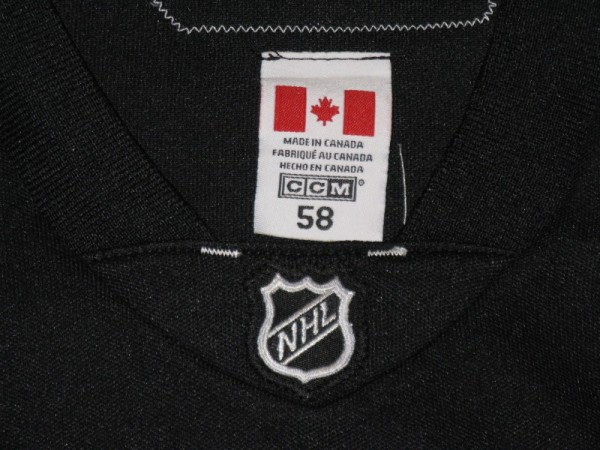 MADE IN CANADA
FABRIQUÉ AU CANADA
HECHO EN CANADA
CCM®
58
NHL